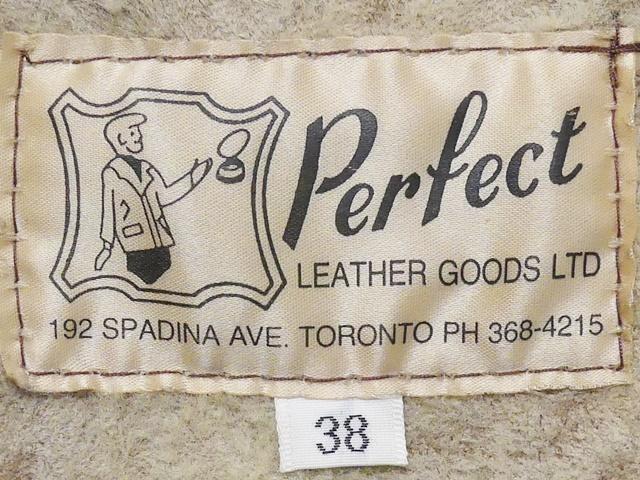 Perfect
LEATHER GOODS LTD
192 SPADINA AVE. TORONTO PH 368-4215
38